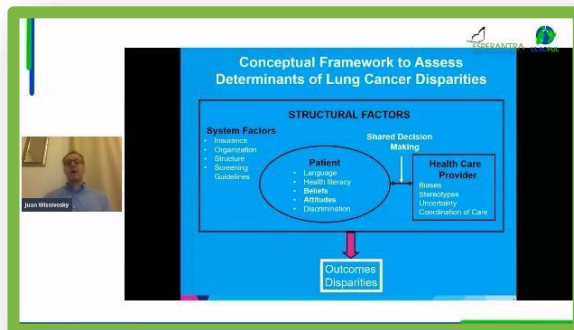 ESPERANTRA
Conceptual Framework to Assess
Determinants of Lung Cancer Disparities
STRUCTURAL FACTORS
System Factors
• Insurance
• Organization
• Structure
• Screening
Guidelines
Shared Decision
Making
Patient
• Language
• Health literacy
• Beliefs
• Attitudes
• Discrimination
Health Care
Provider
Biases
Stereotypes
Uncertainty
Coordination of Care
Juan Wisnivesky
Outcomes
Disparities